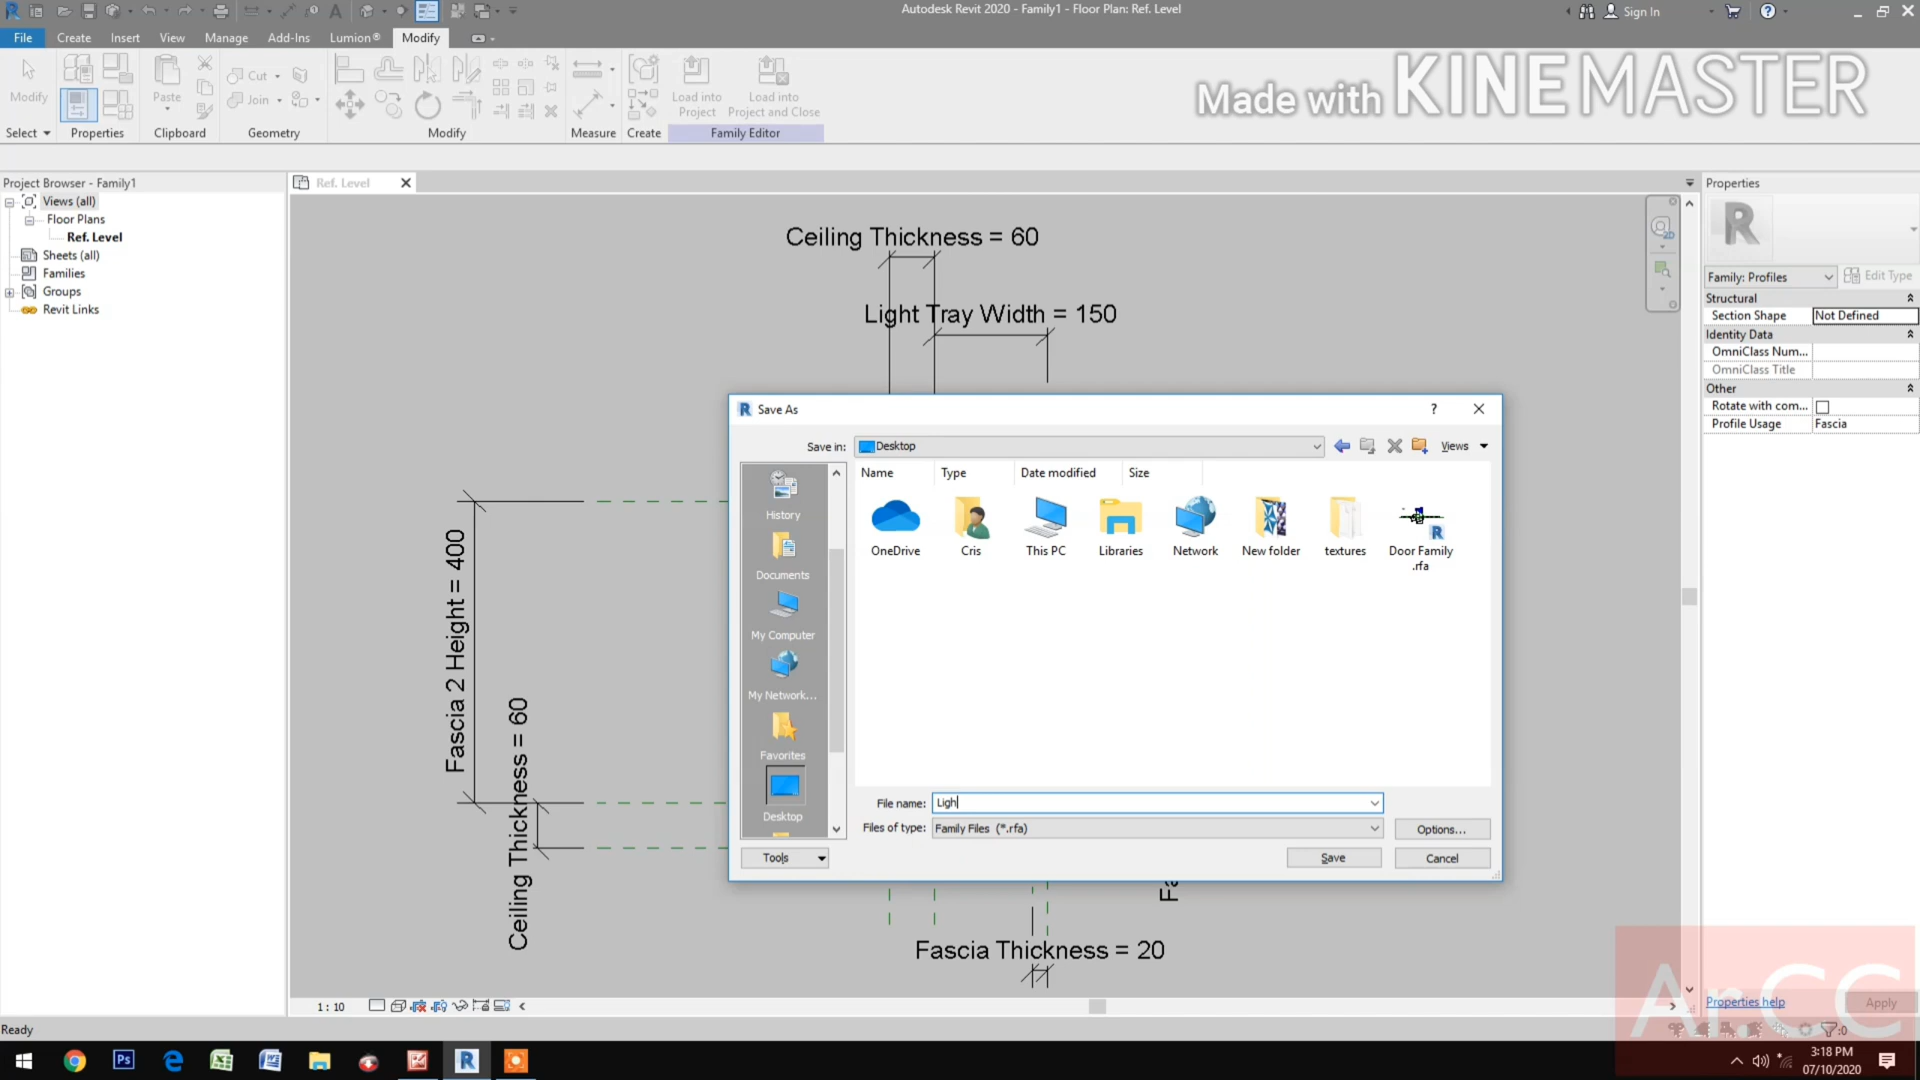 Autodesk Revit 2020 - Family1 - Floor Plan: Ref. Level
Sign In
File Create Insert View Manage Add-Ins Lumion® Modify
Made with KINEMASTER
Modify
Paste
Cut
Join
Load into Project
Load into Project and Close
Select Properties Clipboard Geometry Modify Measure Create Family Editor
Project Browser - Family1
Views (all)
Floor Plans
Ref. Level
Sheets (all)
Families
Groups
Revit Links
Ref. Level
Ceiling Thickness = 60
Light Tray Width = 150
Fascia 2 Height = 400
Ceiling Thickness = 60
Fa
Fascia Thickness = 20
Save As
?
Save in: Desktop
Views
Name Type Date modified Size
History
Documents
My Computer
My Network...
Favorites
Desktop
OneDrive
Cris
This PC
Libraries
Network
New folder
textures
Door Family
.rfa
File name: Ligh
Files of type: Family Files (*.rfa)
Options...
Tools
Save
Cancel
Properties
R
2D
Family: Profiles
Edit Type
Structural
Section Shape Not Defined
Identity Data
OmniClass Num...
OmniClass Title
Other
Rotate with com...
Profile Usage Fascia
Properties help
Apply
ArCC
1 : 10
Ready
:0
Ps
R
3:18 PM
07/10/2020